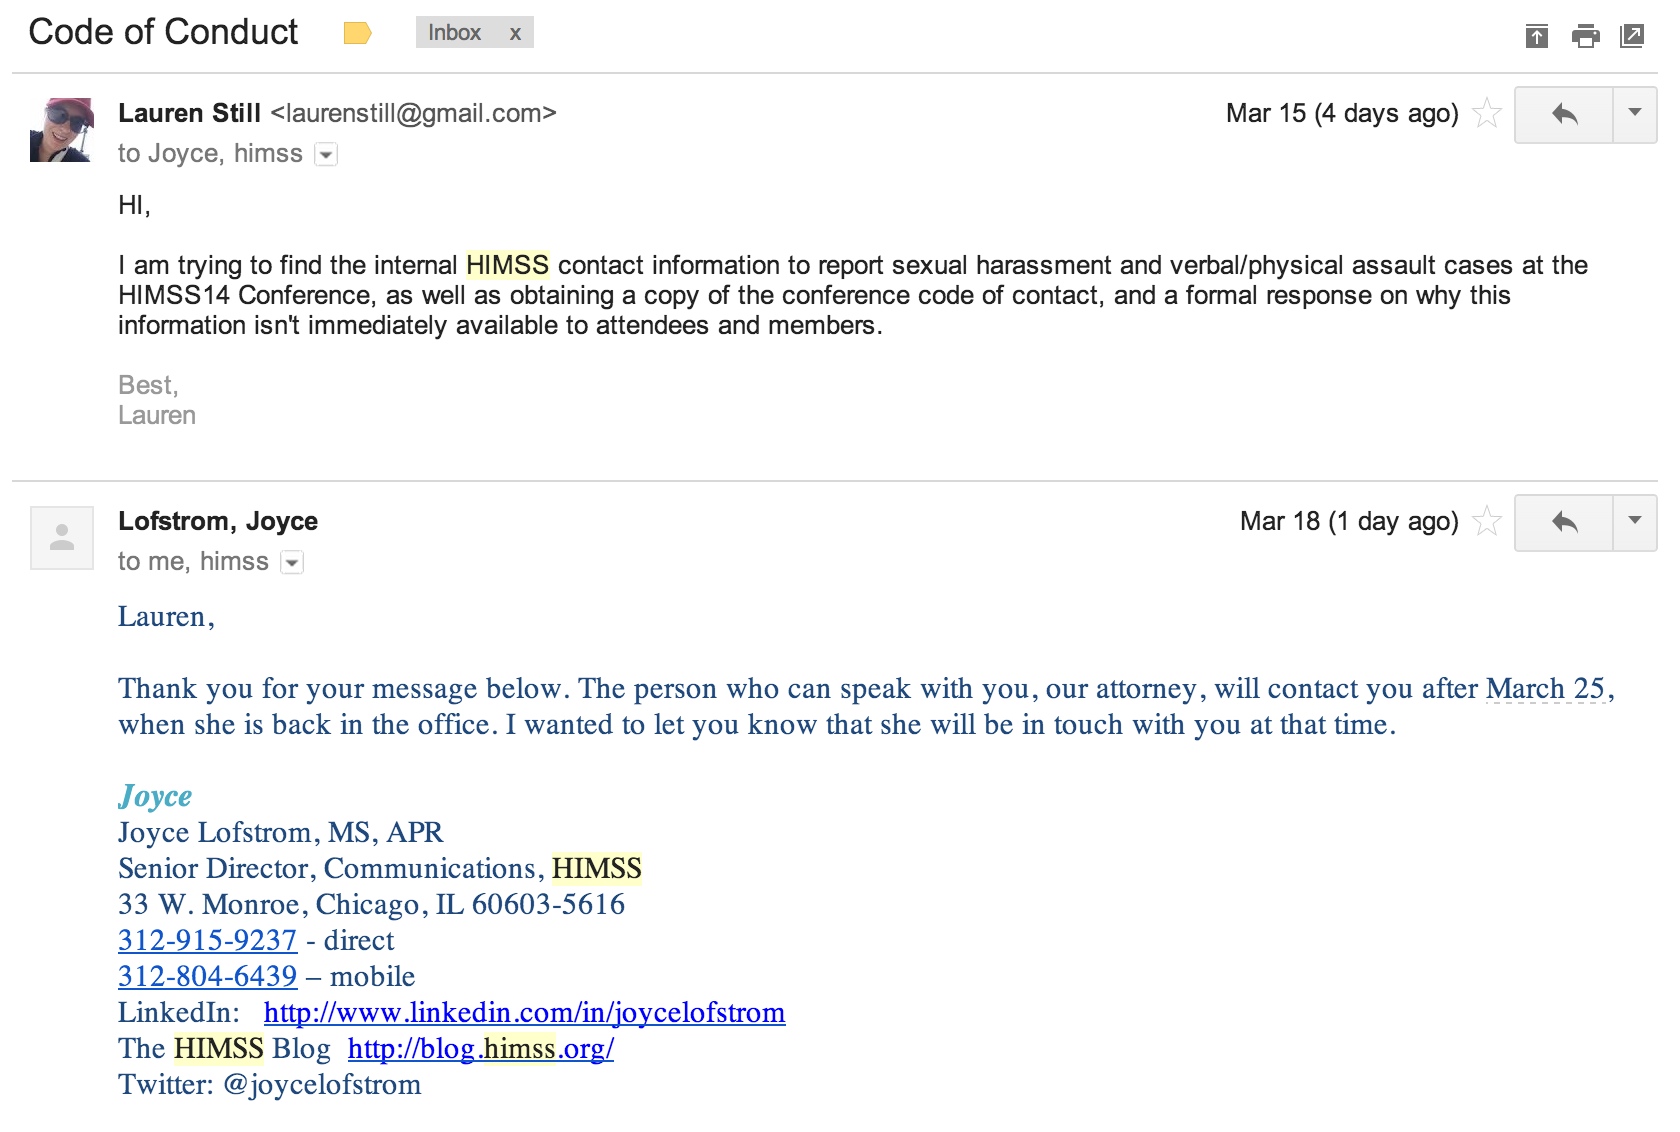 Code of Conduct
Inbox x
Lauren Still <laurenstill@gmail.com>
Mar 15 (4 days ago)
to Joyce, himss
HI,
I am trying to find the internal HIMSS contact information to report sexual harassment and verbal/physical assault cases at the
HIMSS14 Conference, as well as obtaining a copy of the conference code of contact, and a formal response on why this
information isn't immediately available to attendees and members.
Best,
Lauren
Lofstrom, Joyce
Mar 18 (1 day ago)
to me, himss
Lauren,
Thank you for your message below. The person who can speak with you, our attorney, will contact you after March 25,
when she is back in the office. I wanted to let you know that she will be in touch with you at that time.
Joyce
Joyce Lofstrom, MS, APR
Senior Director, Communications, HIMSS
33 W. Monroe, Chicago, IL 60603-5616
312-915-9237 - direct
312-804-6439 – mobile
LinkedIn: http://www.linkedin.com/in/joycelofstrom
The HIMSS Blog http://blog.himss.org/
Twitter: @joycelofstrom